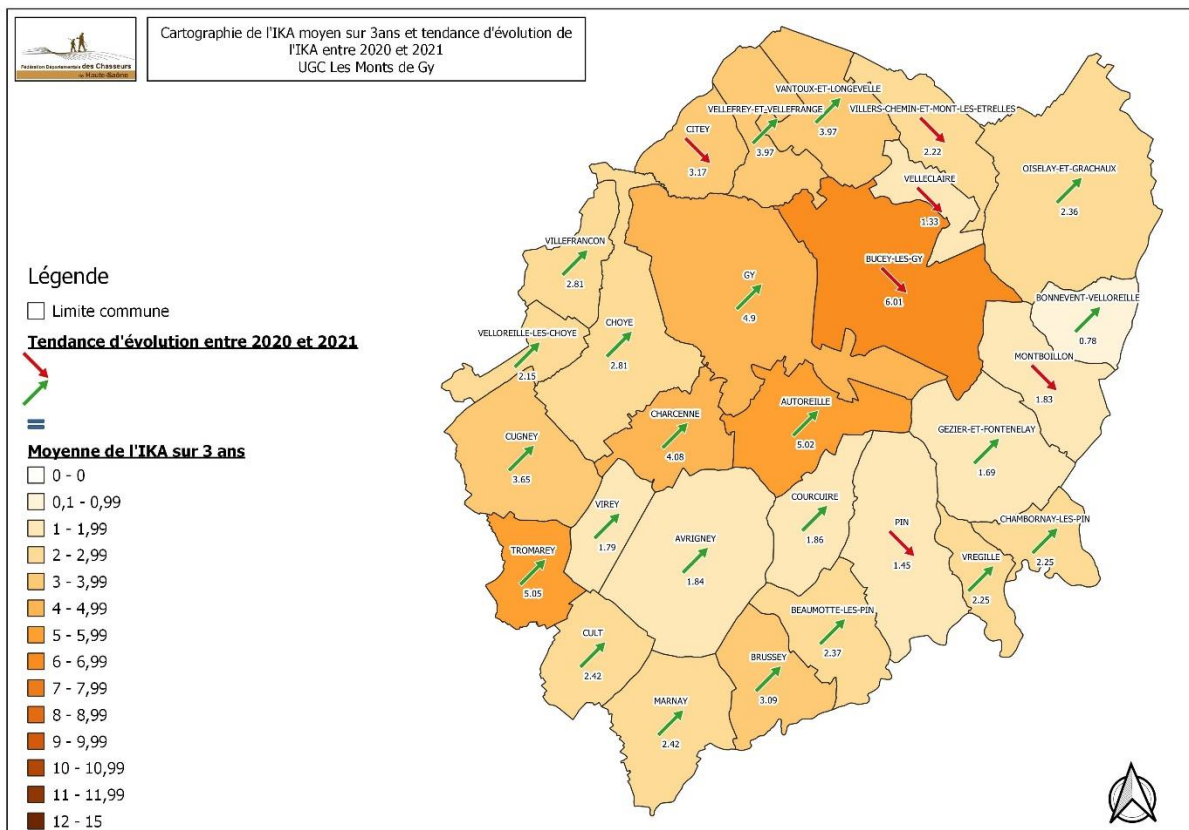 Fédération Départementale des Chasseurs
de Haute-Saône
Cartographie de l'IKA moyen sur 3ans et tendance d'évolution de
l'IKA entre 2020 et 2021
UGC Les Monts de Gy
VANTOUX-ET-LONGEVELLE
3.97
VELLEFREY-ET-VELLEFRANGE
3.97
VILLERS-CHEMIN-ET-MONT-LES-ETRELLES
2.22
CITEY
3.17
OISELAY-ET-GRACHAUX
2.36
VELLECLAIRE
1.33
VILLEFRANCON
2.81
GY
4.9
BUCEY-LES-GY
6.01
BONNEVENT-VELLOREILLE
0.78
VELLOREILLE-LES-CHOYE
2.15
CHOYE
2.81
MONTBOILLON
1.83
CHARCENNE
4.08
AUTOREILLE
5.02
GEZIER-ET-FONTENELAY
1.69
CUGNEY
3.65
VIREY
1.79
COURCUIRE
1.86
CHAMBORNAY-LES-PIN
2.25
TROMAREY
5.05
AVRIGNEY
1.84
PIN
1.45
VREGILLE
2.25
BEAUMOTTE-LES-PIN
2.37
CULT
2.42
BRUSSEY
3.09
MARNAY
2.42
Légende
Limite commune
Tendance d'évolution entre 2020 et 2021
=
Moyenne de l'IKA sur 3 ans
0 - 0
0,1 - 0,99
1 - 1,99
2 - 2,99
3 - 3,99
4 - 4,99
5 - 5,99
6 - 6,99
7 - 7,99
8 - 8,99
9 - 9,99
10 - 10,99
11 - 11,99
12 - 15